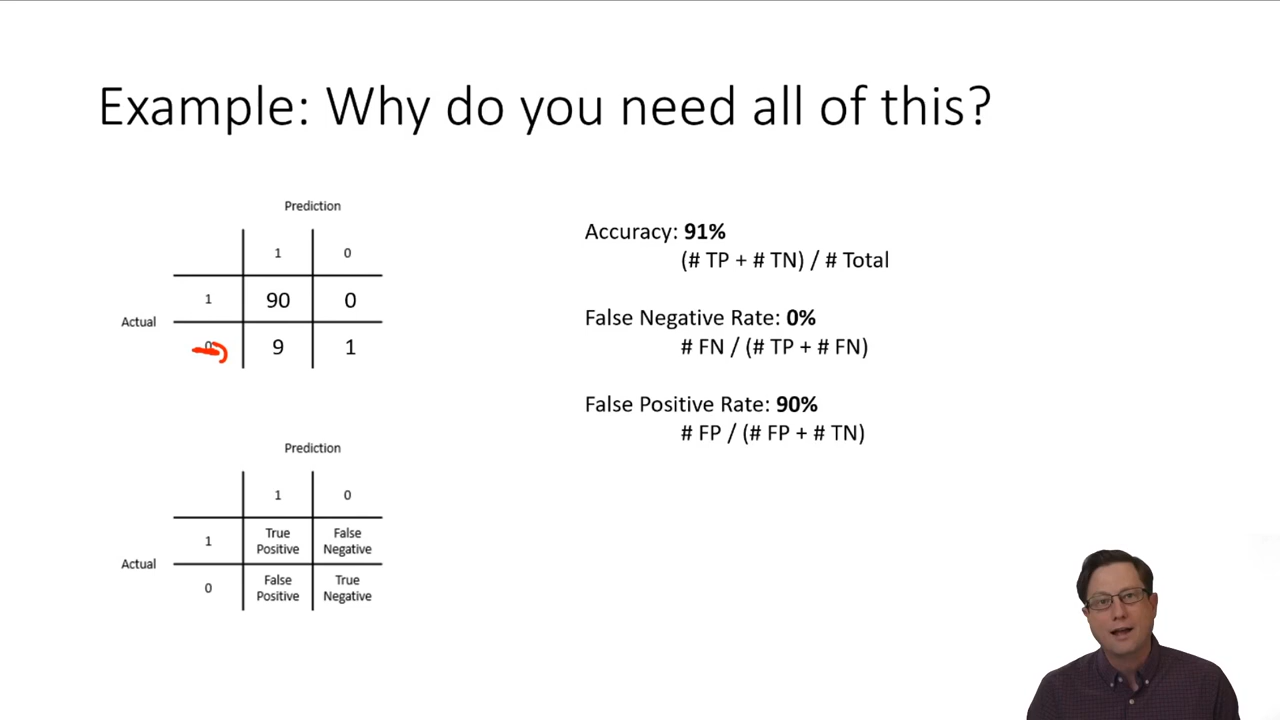 Example: Why do you need all of this?
Prediction
1 0
1 90 0
Actual
0 9 1
Prediction
1 0
1 True Positive False Negative
Actual
0 False Positive True Negative
Accuracy: 91%
(# TP + # TN) / # Total
False Negative Rate: 0%
# FN / (# TP + # FN)
False Positive Rate: 90%
# FP / (# FP + # TN)